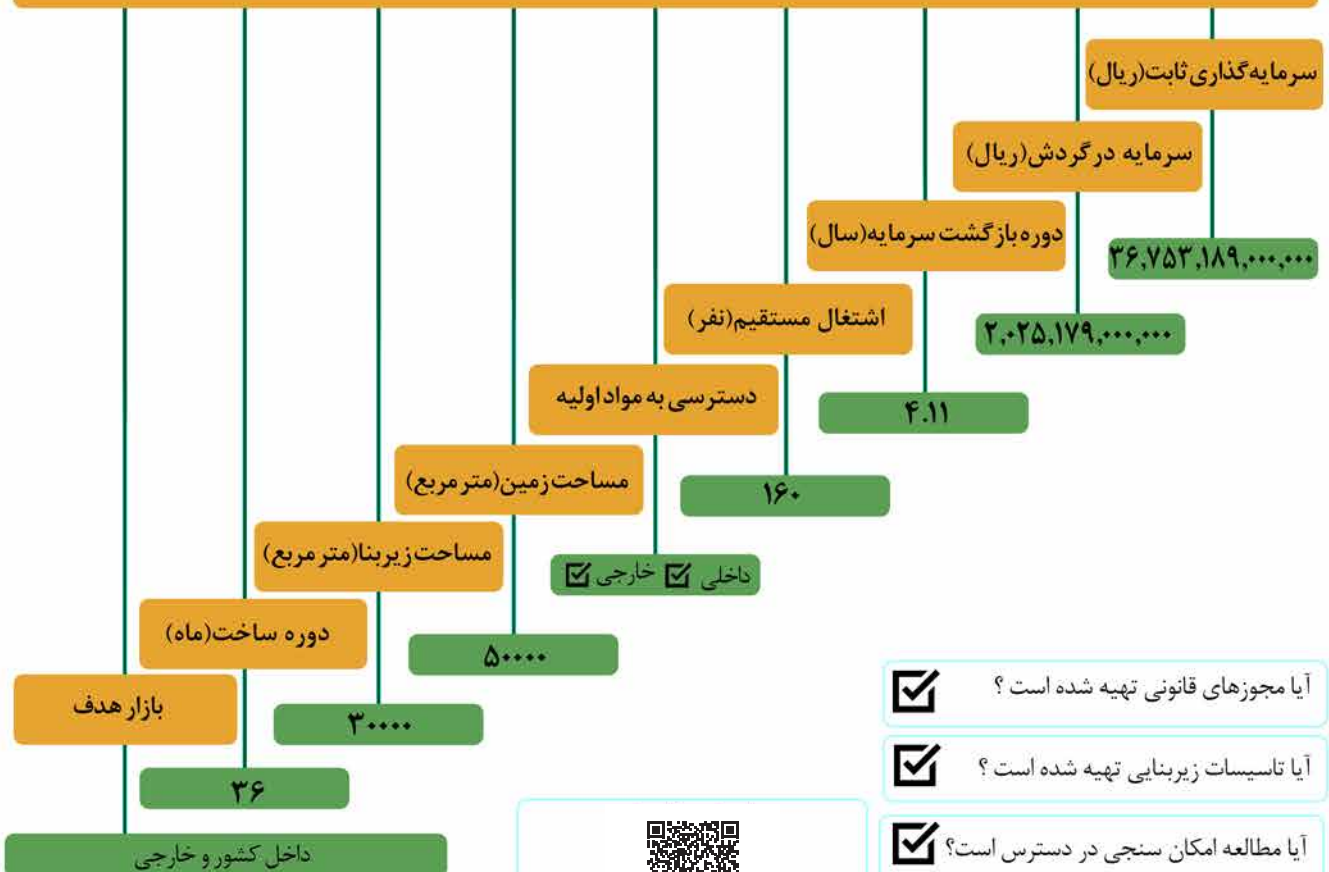 سرمایه‌گذاری ثابت(ریال)
۳۶,۷۵۳,۱۸۹,۰۰۰,۰۰۰
سرمایه در گردش(ریال)
۲,۰۲۵,۱۷۹,۰۰۰,۰۰۰
دوره بازگشت سرمایه(سال)
۴.۱۱
اشتغال مستقیم(نفر)
۱۶۰
دسترسی به مواد اولیه
داخلی ☑ خارجی ☑
مساحت زمین(متر مربع)
۵۰۰۰۰
مساحت زیربنا(متر مربع)
۳۰۰۰۰
دوره ساخت(ماه)
۳۶
بازار هدف
داخل کشور و خارجی
آیا مجوزهای قانونی تهیه شده است ؟ ☑
آیا تاسیسات زیربنایی تهیه شده است ؟ ☑
آیا مطالعه امکان سنجی در دسترس است؟ ☑